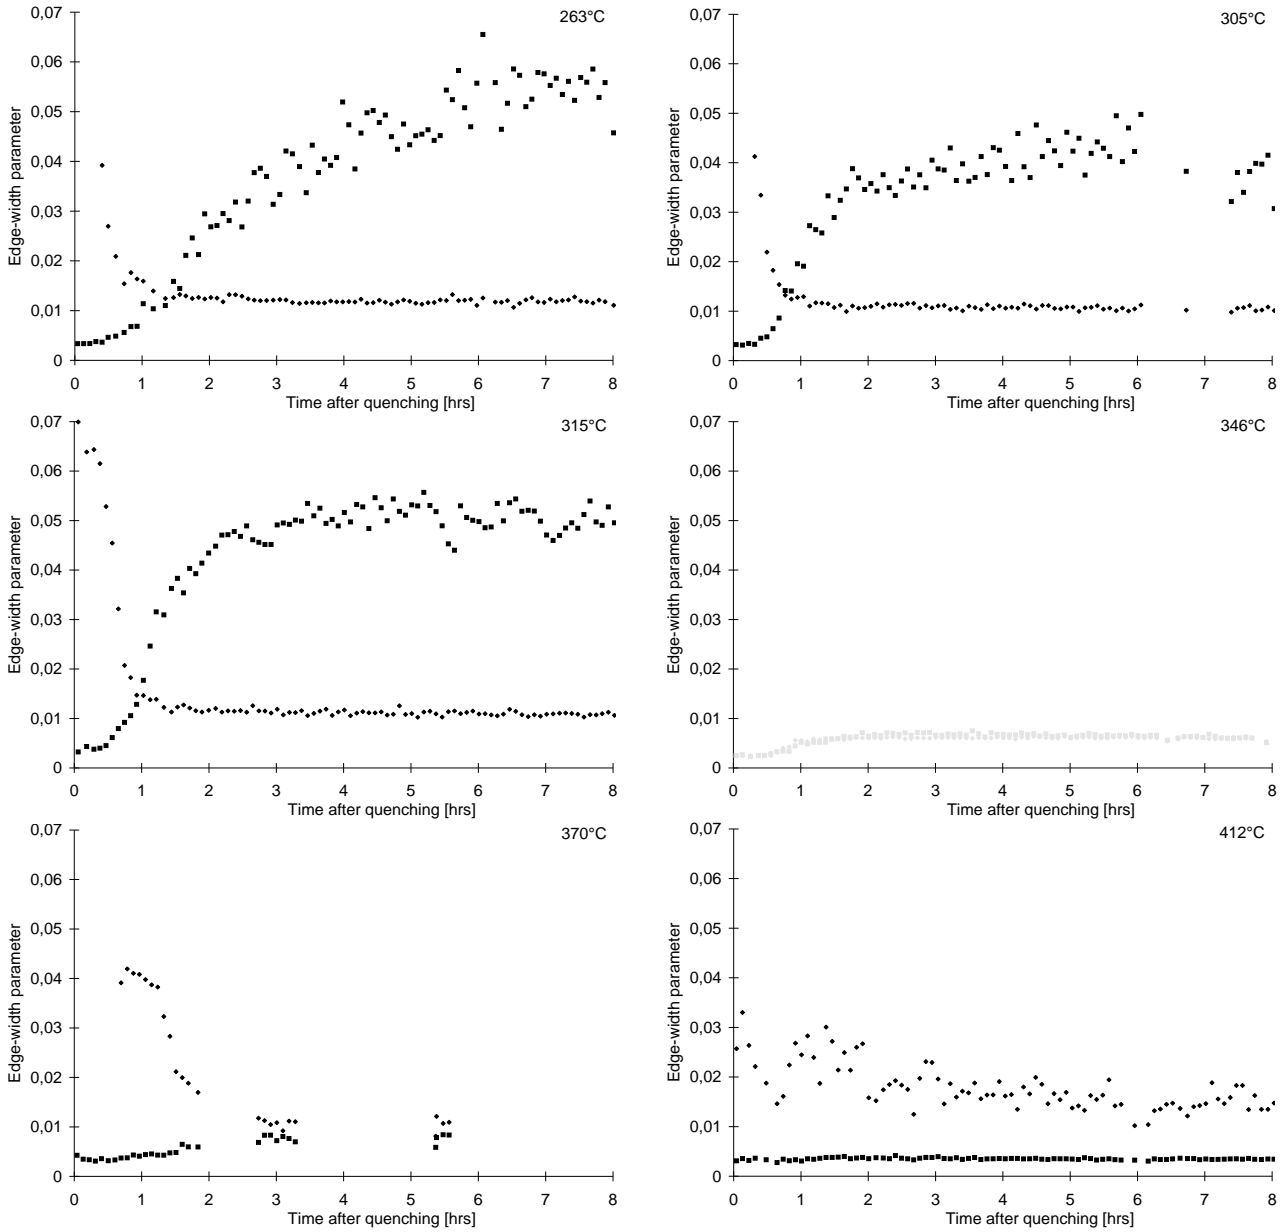 0,07 263°C
0,06
0,05
0,04
0,03
0,02
0,01
0
Edge-width parameter
0 1 2 3 4 5 6 7 8
Time after quenching [hrs]
0,07 305°C
0,06
0,05
0,04
0,03
0,02
0,01
0
Edge-width parameter
0 1 2 3 4 5 6 7 8
Time after quenching [hrs]
0,07 315°C
0,06
0,05
0,04
0,03
0,02
0,01
0
Edge-width parameter
0 1 2 3 4 5 6 7 8
Time after quenching [hrs]
0,07 346°C
0,06
0,05
0,04
0,03
0,02
0,01
0
Edge-width parameter
0 1 2 3 4 5 6 7 8
Time after quenching [hrs]
0,07 370°C
0,06
0,05
0,04
0,03
0,02
0,01
0
Edge-width parameter
0 1 2 3 4 5 6 7 8
Time after quenching [hrs]
0,07 412°C
0,06
0,05
0,04
0,03
0,02
0,01
0
Edge-width parameter
0 1 2 3 4 5 6 7 8
Time after quenching [hrs]